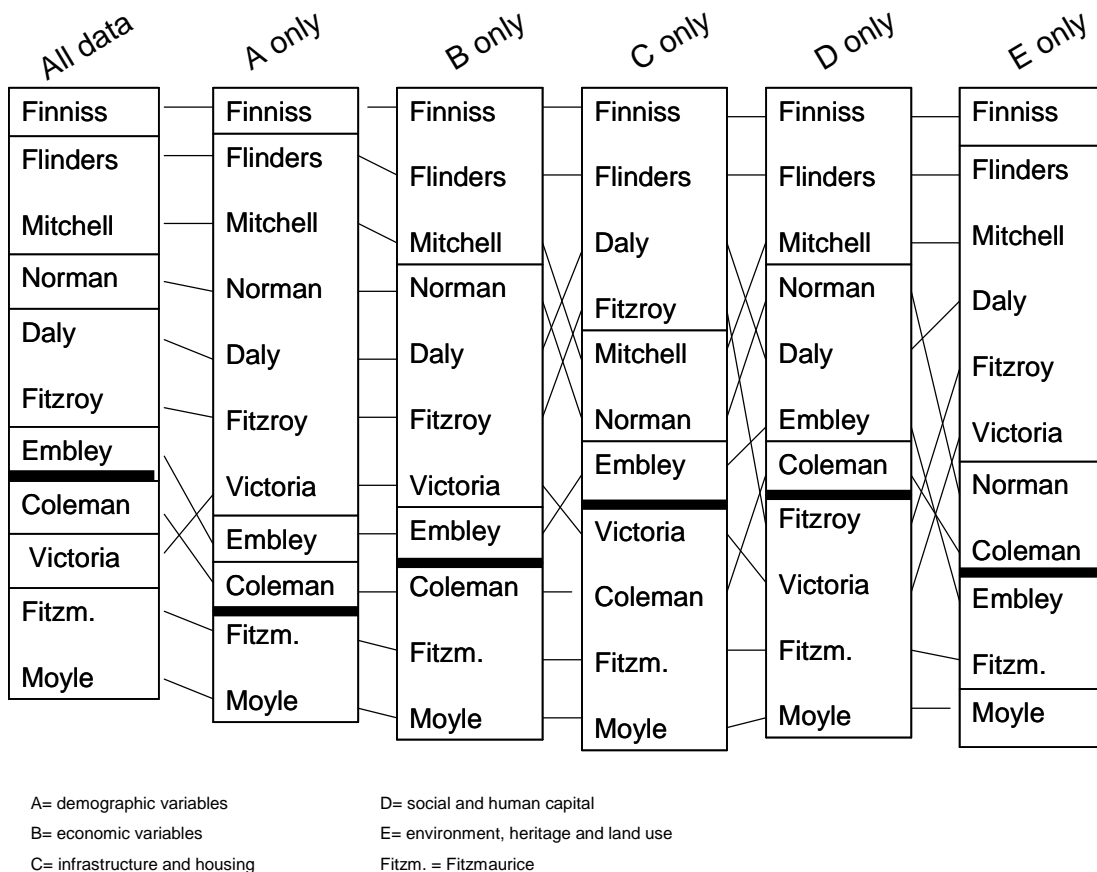 All data
A only
B only
C only
D only
E only
Finniss
Flinders
Mitchell
Norman
Daly
Fitzroy
Embley
Coleman
Victoria
Fitzm.
Moyle
Finniss
Flinders
Mitchell
Norman
Daly
Fitzroy
Victoria
Embley
Coleman
Fitzm.
Moyle
Finniss
Flinders
Mitchell
Norman
Daly
Fitzroy
Victoria
Embley
Coleman
Fitzm.
Moyle
Finniss
Flinders
Daly
Fitzroy
Mitchell
Norman
Embley
Victoria
Coleman
Fitzm.
Moyle
Finniss
Flinders
Mitchell
Norman
Daly
Embley
Coleman
Fitzroy
Victoria
Fitzm.
Moyle
Finniss
Flinders
Mitchell
Daly
Fitzroy
Victoria
Norman
Coleman
Embley
Fitzm.
Moyle
A= demographic variables
B= economic variables
C= infrastructure and housing
D= social and human capital
E= environment, heritage and land use
Fitzm. = Fitzmaurice